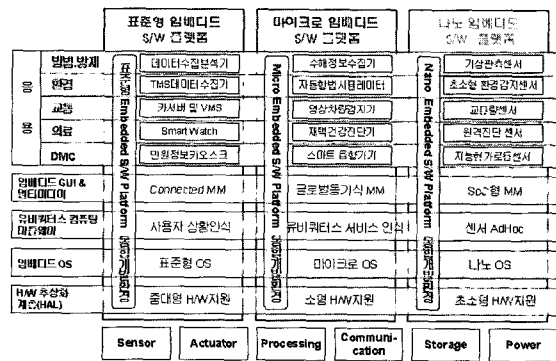 표준형 임베디드
S/W 플랫폼
마이크로 임베디드
S/W 플랫폼
나노 임베디드
S/W 플랫폼
방범.방재
데이터수집분석기
수해정보수집기
기상관측센서
환경
TMS데이터수집기
자동항법시뮬레이터
초소형 환경감지센서
교통
카서버 및 VMS
영상차량감지기
교통량센서
의료
Smart Watch
재택건강진단기
원격진단 센서
DMC
민원정보키오스크
스마트 음향기기
지능형가로등센서
표준형 Embedded S/W Platform
Micro Embedded S/W Platform
Nano Embedded S/W Platform
임베디드 GUI &
멀티미디어
Connected MM
글로벌동기식 MM
SoC형 MM
유비쿼터스 컴퓨팅
미들웨어
사용자 상황인식
유비쿼터스 서비스 인식
센서 AdHoc
임베디드 OS
표준형 OS
마이크로 OS
나노 OS
H/W 추상화
계층(HAL)
중대형 H/W지원
소형 H/W지원
초소형 H/W지원
Sensor
Actuator
Processing
Communi-
cation
Storage
Power